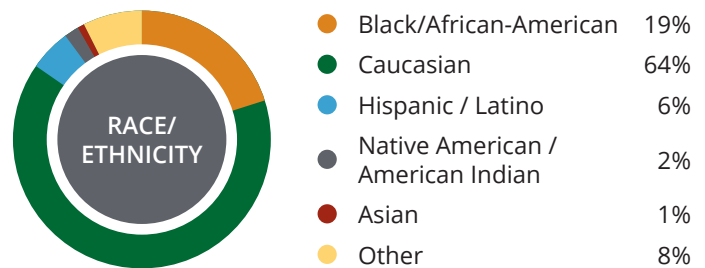 RACE/
ETHNICITY
Black/African-American 19%
Caucasian 64%
Hispanic / Latino 6%
Native American /
American Indian 2%
Asian 1%
Other 8%